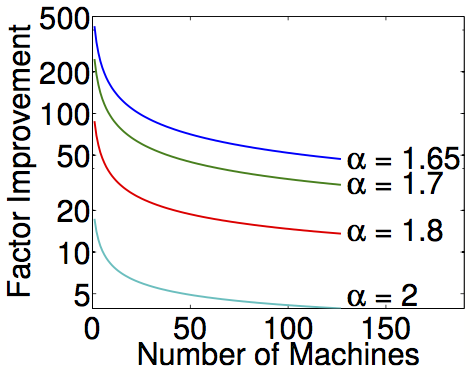 Factor Improvement
500
200
100
50
20
10
5
α = 1.65
α = 1.7
α = 1.8
α = 2
0 50 100 150
Number of Machines